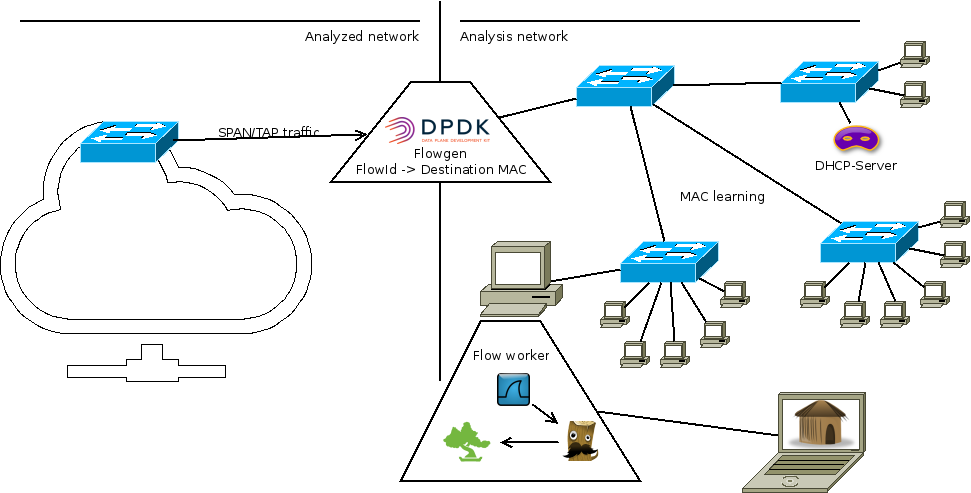 Analyzed network
Analysis network
SPAN/TAP traffic
DPDK
DATA PLANE DEVELOPMENT KIT
Flowgen
FlowId -> Destination MAC
DHCP-Server
MAC learning
Flow worker